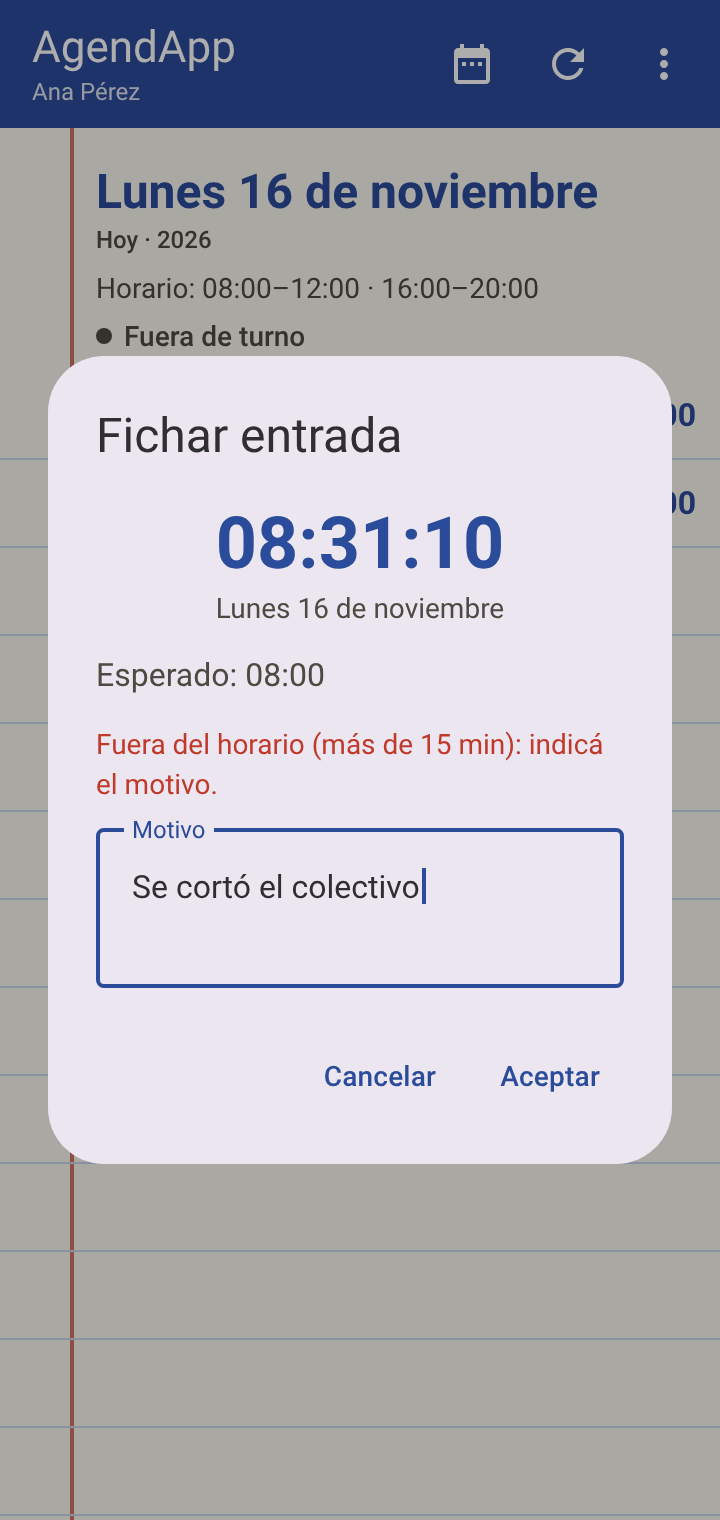 AgendApp
Ana Pérez
Lunes 16 de noviembre
Hoy · 2026
Horario: 08:00–12:00 · 16:00–20:00
Fuera de turno
Fichar entrada
08:31:10
Lunes 16 de noviembre
Esperado: 08:00
Fuera del horario (más de 15 min): indicá
el motivo.
Motivo
Se cortó el colectivo
Cancelar Aceptar